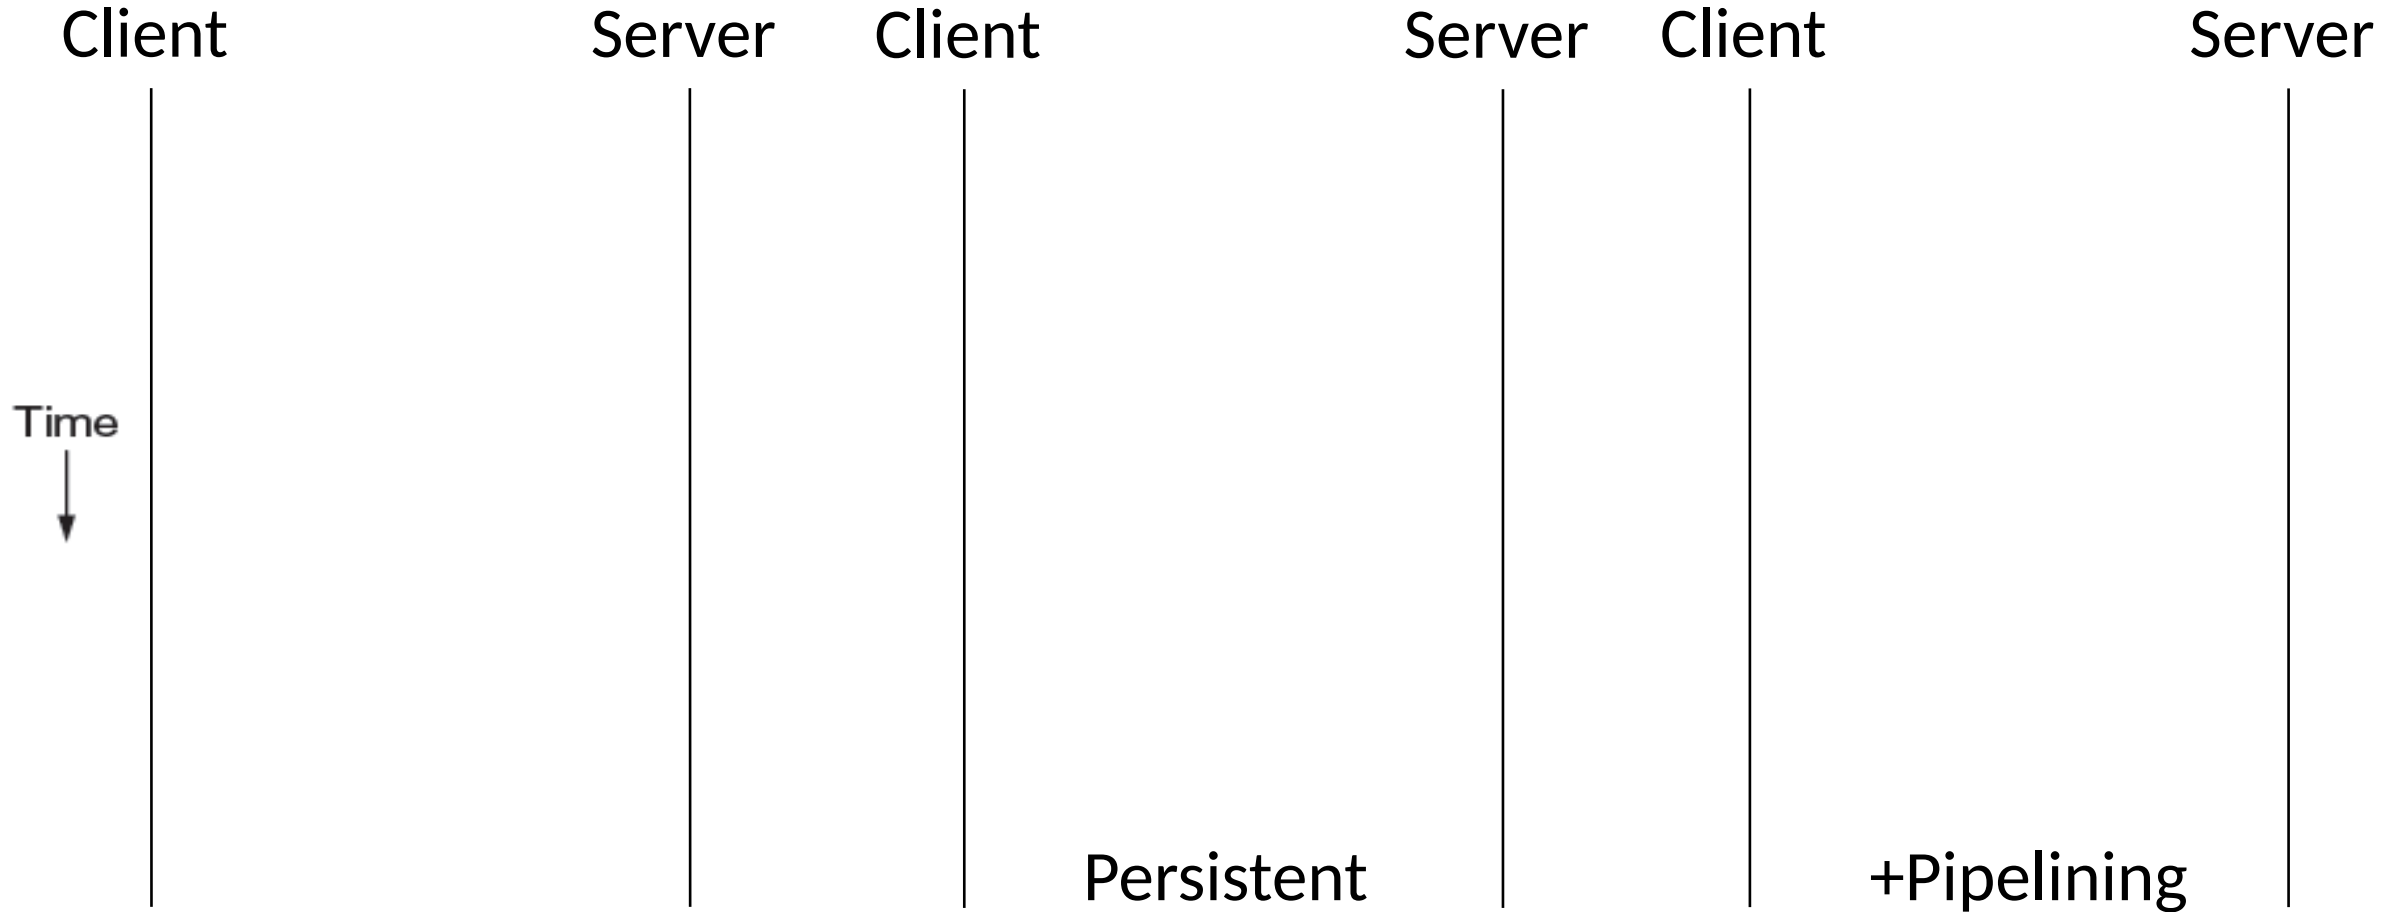 Client Server Client Server Client Server
Time
Persistent +Pipelining